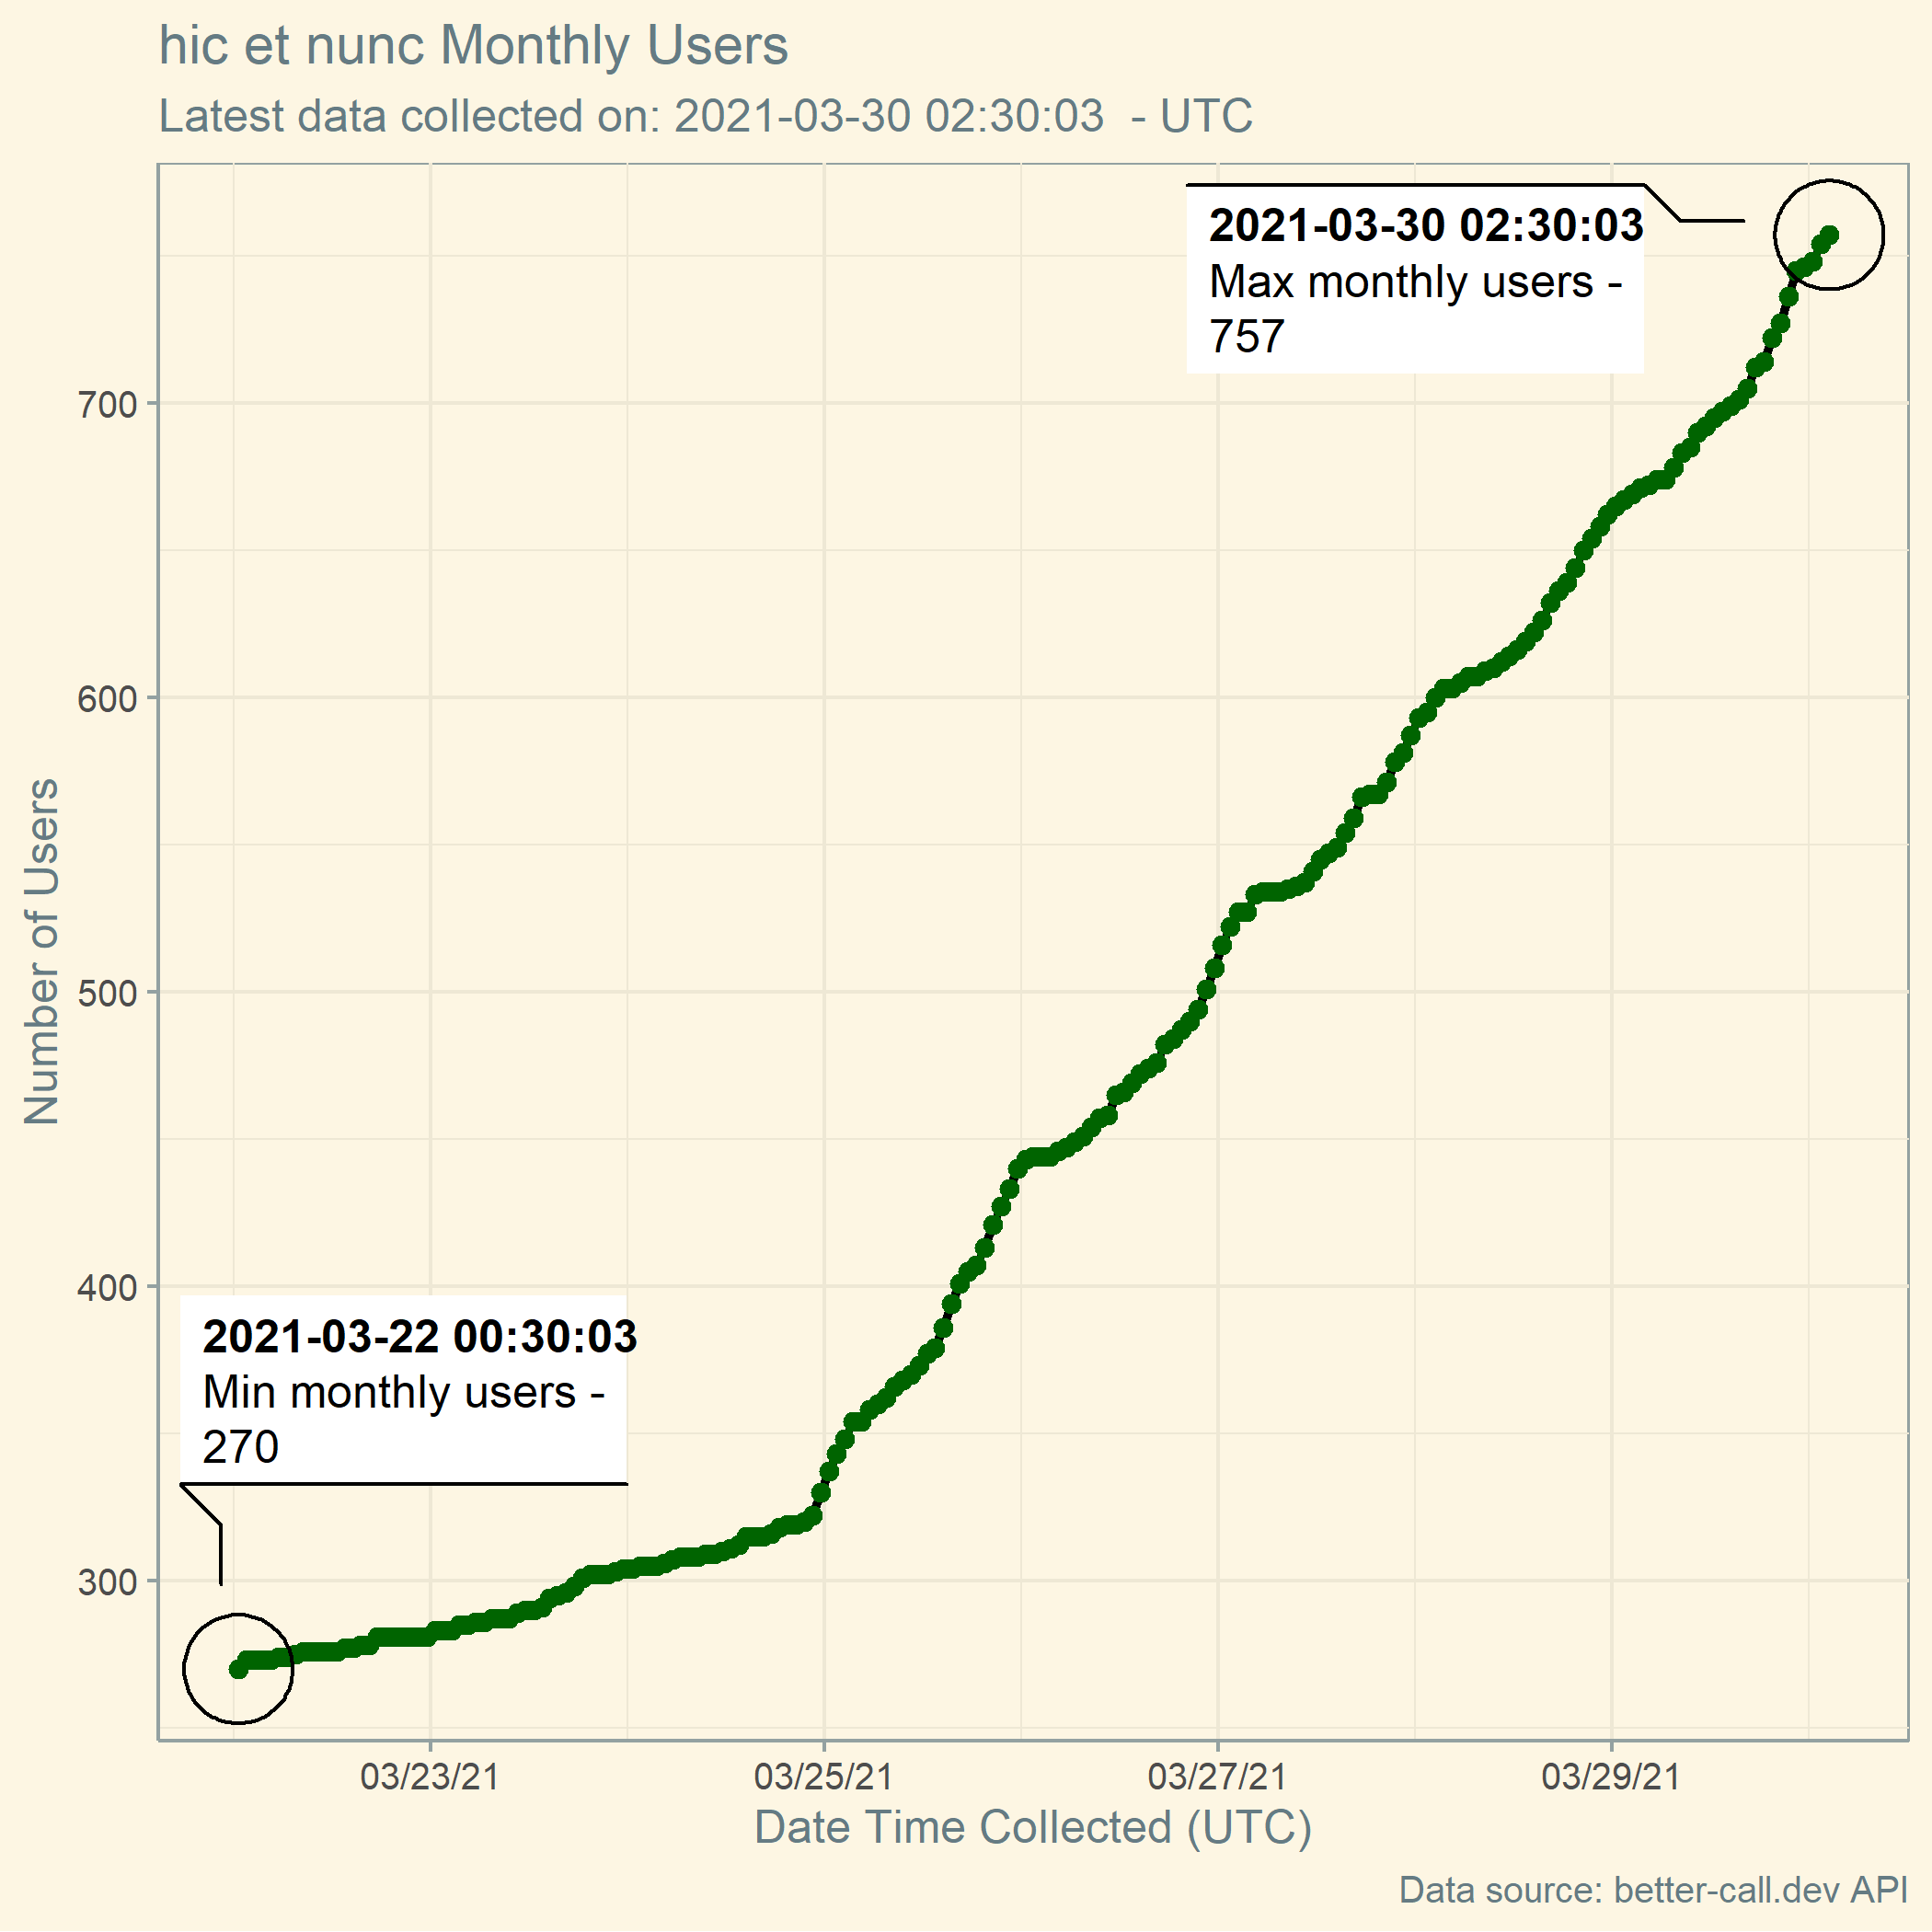 hic et nunc Monthly Users
Latest data collected on: 2021-03-30 02:30:03  - UTC
2021-03-30 02:30:03
Max monthly users -
757
700
600
500
400
300
Number of Users
2021-03-22 00:30:03
Min monthly users -
270
03/23/21
03/25/21
03/27/21
03/29/21
Date Time Collected (UTC)
Data source: better-call.dev API